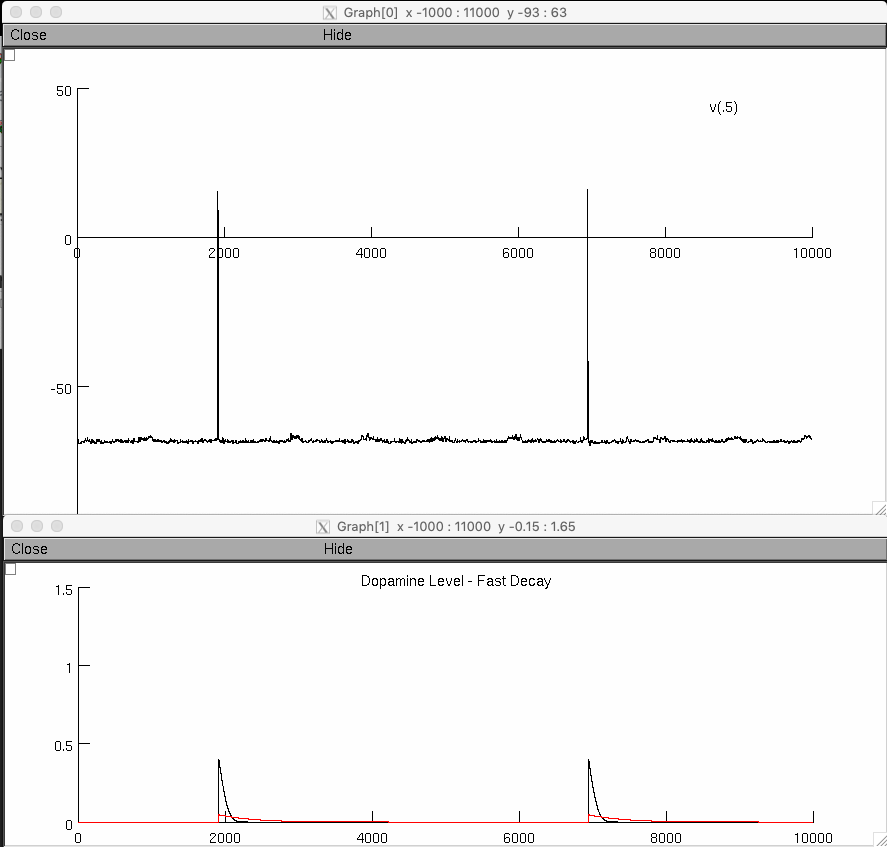 Graph[0] x -1000 : 11000 y -93 : 63
Close Hide
50
v(.5)
0
0 2000 4000 6000 8000 10000
-50
Graph[1] x -1000 : 11000 y -0.15 : 1.65
Close Hide
Dopamine Level - Fast Decay
1.5
1
0.5
0
0 2000 4000 6000 8000 10000